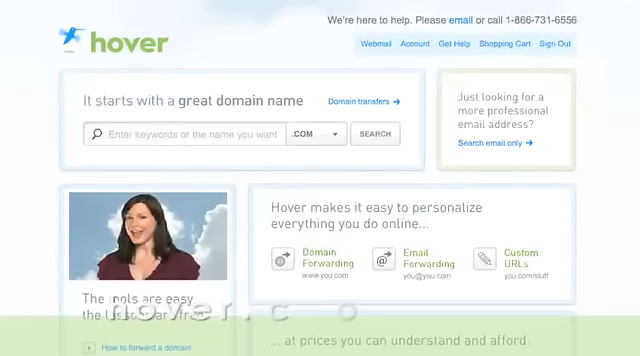 We're here to help. Please email or call 1-866-731-6556
hover
Webmail Account Get Help Shopping Cart Sign Out
It starts with a great domain name
Domain transfers
Enter keywords or the name you want
.COM
SEARCH
Just looking for a
more professional
email address?
Search email only
Hover makes it easy to personalize
everything you do online...
Domain
Forwarding
www.you.com
Email
Forwarding
you@you.com
Custom
URLs
you.com/stuff
are easy
hover.c o
How to forward a domain
... at prices you can understand and afford.